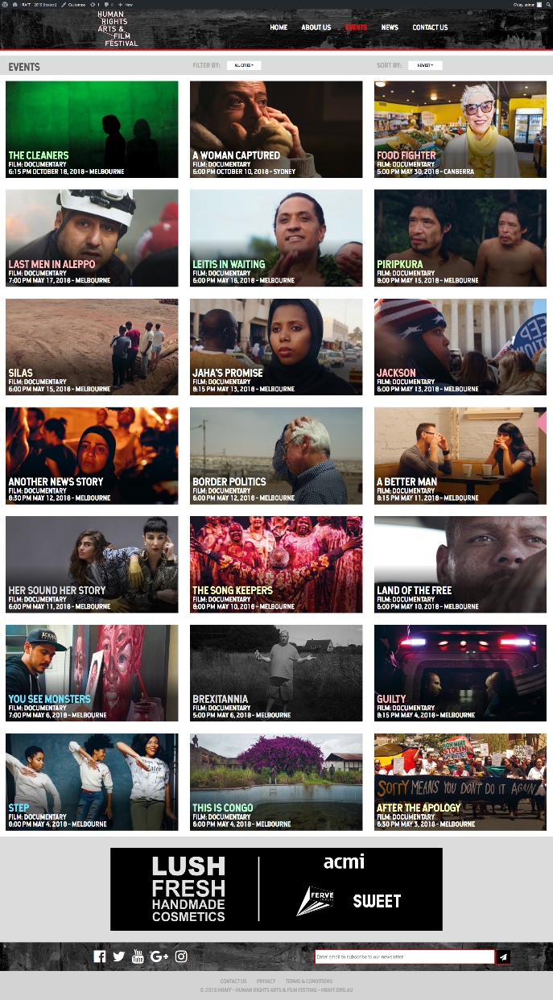 HRAFF - 2019 (foxtrot)
Customise
1
0
New
G'day, admin
HUMAN
RIGHTS
ARTS &
FILM
FESTIVAL
HOME
ABOUT US
EVENTS
NEWS
CONTACT US
EVENTS
FILTER BY:
ALL CITIES
SORT BY:
NEWEST
THE CLEANERS
FILM: DOCUMENTARY
6:15 PM OCTOBER 18, 2018 - MELBOURNE
A WOMAN CAPTURED
FILM: DOCUMENTARY
6:00 PM OCTOBER 10, 2018 - SYDNEY
FOOD FIGHTER
FILM: DOCUMENTARY
6:00 PM MAY 30, 2018 - CANBERRA
LAST MEN IN ALEPPO
FILM: DOCUMENTARY
7:00 PM MAY 17, 2018 - MELBOURNE
LEITIS IN WAITING
FILM: DOCUMENTARY
6:00 PM MAY 16, 2018 - MELBOURNE
PIRIPKURA
FILM: DOCUMENTARY
8:00 PM MAY 15, 2018 - MELBOURNE
SILAS
FILM: DOCUMENTARY
6:00 PM MAY 15, 2018 - MELBOURNE
JAHA'S PROMISE
FILM: DOCUMENTARY
8:15 PM MAY 13, 2018 - MELBOURNE
JACKSON
FILM: DOCUMENTARY
6:00 PM MAY 13, 2018 - MELBOURNE
ANOTHER NEWS STORY
FILM: DOCUMENTARY
8:30 PM MAY 12, 2018 - MELBOURNE
BORDER POLITICS
FILM: DOCUMENTARY
6:00 PM MAY 12, 2018 - MELBOURNE
A BETTER MAN
FILM: DOCUMENTARY
8:15 PM MAY 11, 2018 - MELBOURNE
HER SOUND HER STORY
FILM: DOCUMENTARY
6:00 PM MAY 11, 2018 - MELBOURNE
THE SONG KEEPERS
FILM: DOCUMENTARY
8:00 PM MAY 10, 2018 - MELBOURNE
LAND OF THE FREE
FILM: DOCUMENTARY
6:00 PM MAY 10, 2018 - MELBOURNE
YOU SEE MONSTERS
FILM: DOCUMENTARY
7:00 PM MAY 6, 2018 - MELBOURNE
BREXITANNIA
FILM: DOCUMENTARY
5:00 PM MAY 6, 2018 - MELBOURNE
GUILTY
FILM: DOCUMENTARY
8:15 PM MAY 4, 2018 - MELBOURNE
STEP
FILM: DOCUMENTARY
8:00 PM MAY 4, 2018 - MELBOURNE
THIS IS CONGO
FILM: DOCUMENTARY
6:00 PM MAY 4, 2018 - MELBOURNE
HOW MANY
STOLEN
SORRY MEANS YOU DON'T DO IT AGAIN
AFTER THE APOLOGY
FILM: DOCUMENTARY
6:30 PM MAY 3, 2018 - MELBOURNE
LUSH
FRESH
HANDMADE
COSMETICS
acmi
FERVE
SWEET
You
Tube
G+
Enter email to subscribe to our newsletter
CONTACT US
PRIVACY
TERMS & CONDITIONS
© 2019 HRAFF - HUMAN RIGHTS ARTS & FILM FESTIVAL - HRAFF.ORG.AU